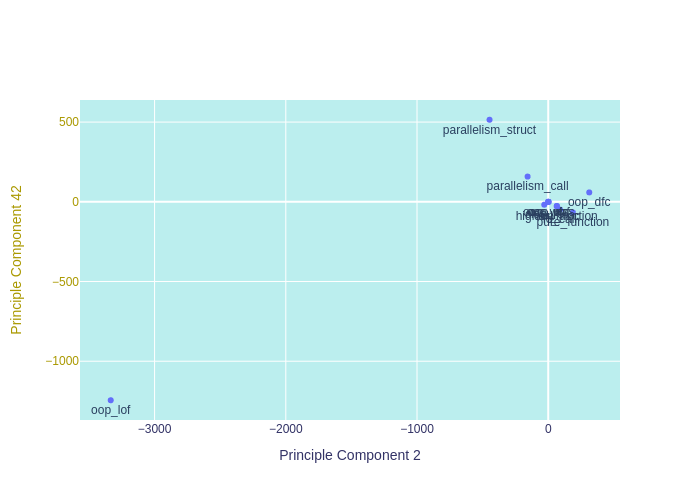 500
parallelism_struct
parallelism_call
0
oop_dfc
pure_function
−500
−1000
oop_lof
−3000
−2000
−1000
0
Principle Component 2
Principle Component 42